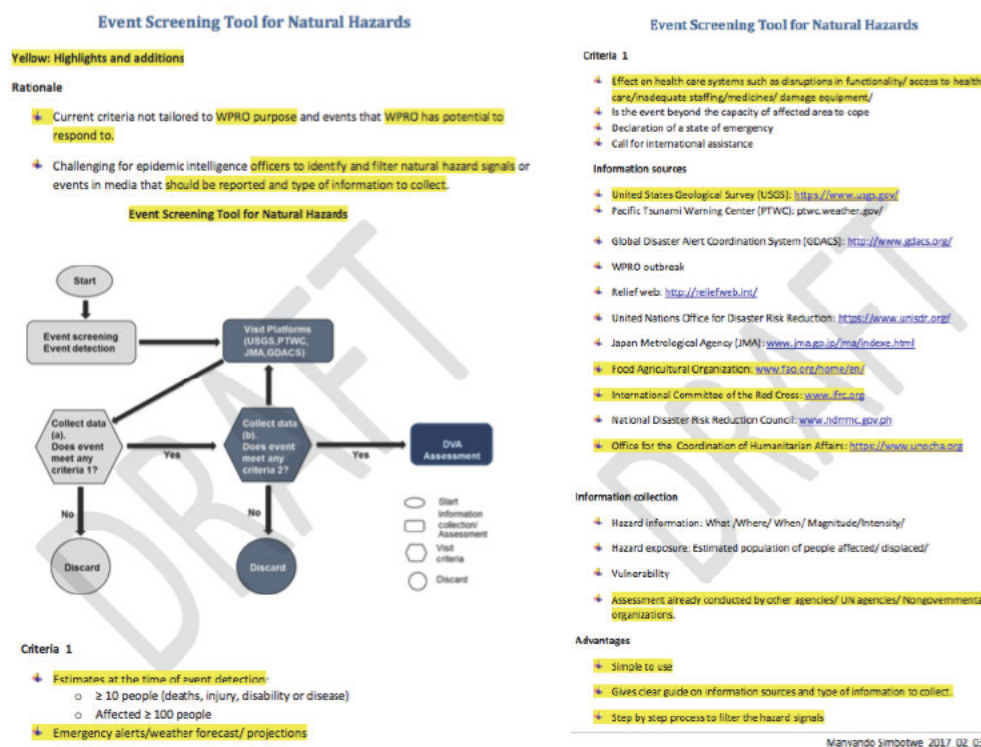 Event Screening Tool for Natural Hazards
Yellow: Highlights and additions
Rationale
Current criteria not tailored to WPRO purpose and events that WPRO has potential to
respond to.
Challenging for epidemic intelligence officers to identify and filter natural hazard signals or
events in media that should be reported and type of information to collect.
Event Screening Tool for Natural Hazards
Start
Event screening
Event detection
Visit Platforms
(USGS,PTWC,
JMA,GDACS)
Collect data
(a).
Does event
meet any
criteria 1?
Yes
Collect data
(b).
Does event
meet any
criteria 2?
Yes
DVA
Assessment
No
No
Discard
Discard
Start
Information
collection/
Assessment
Visit
criteria
Discard
DRAFT
Criteria 1
Estimates at the time of event detection:
o ≥ 10 people (deaths, injury, disability or disease)
o Affected ≥ 100 people
Emergency alerts/weather forecast/ projections
Event Screening Tool for Natural Hazards
Criteria 1
Effect on health care systems such as disruptions in functionality/ access to health
care/inadequate staffing/medicines/ damage equipment/
Is the event beyond the capacity of affected area to cope
Declaration of a state of emergency
Call for international assistance
Information sources
United States Geological Survey (USGS): https://www.usgs.gov/
Pacific Tsunami Warning Center (PTWC): ptwc.weather.gov/
Global Disaster Alert Coordination System (GDACS): http://www.gdacs.org/
WPRO outbreak
Relief web: http://reliefweb.int/
United Nations Office for Disaster Risk Reduction: https://www.unisdr.org/
Japan Metrological Agency (JMA): www.jma.go.jp/jma/indexe.html
Food Agricultural Organization: www.fao.org/home/en/
International Committee of the Red Cross: www.ifrc.org
National Disaster Risk Reduction Council: www.ndrrmc.gov.ph
Office for the Coordination of Humanitarian Affairs: https://www.unocha.org
Information collection
Hazard information: What /Where/ When/ Magnitude/Intensity/
Hazard exposure: Estimated population of people affected/ displaced/
Vulnerability
Assessment already conducted by other agencies/ UN agencies/ Nongovernmenta
organizations.
Advantages
Simple to use
Gives clear guide on information sources and type of information to collect.
Step by step process to filter the hazard signals
Manyando Simbotwe 2017 02 03
DRAFT